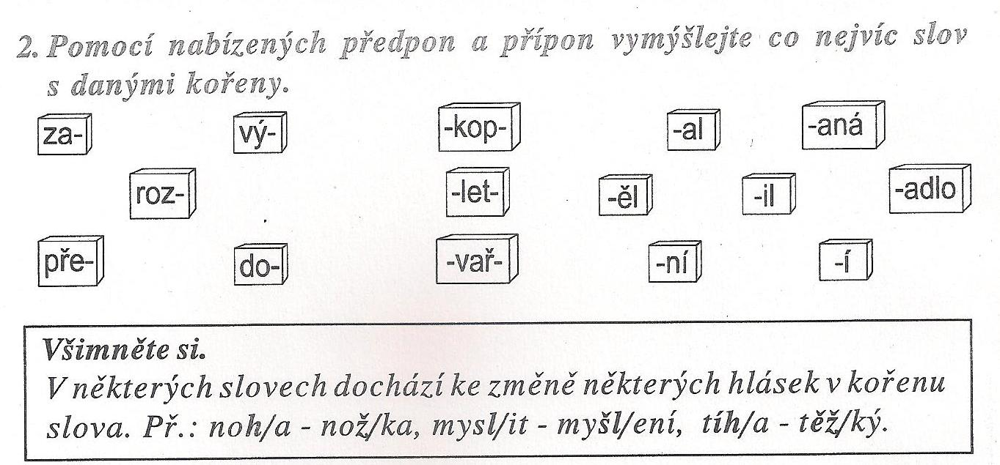 2. Pomocí nabízených předpon a přípon vymýšlejte co nejvíc slov
s danými kořeny.
za- vý- -kop- -al -aná
roz- -let- -ěl -il -adlo
pře- do- -vař- -ní -í
Všimněte si.
V některých slovech dochází ke změně některých hlásek v kořenu
slova. Př.: noh/a - nož/ka, mysl/it - myšl/ení, tíh/a - těž/ký.